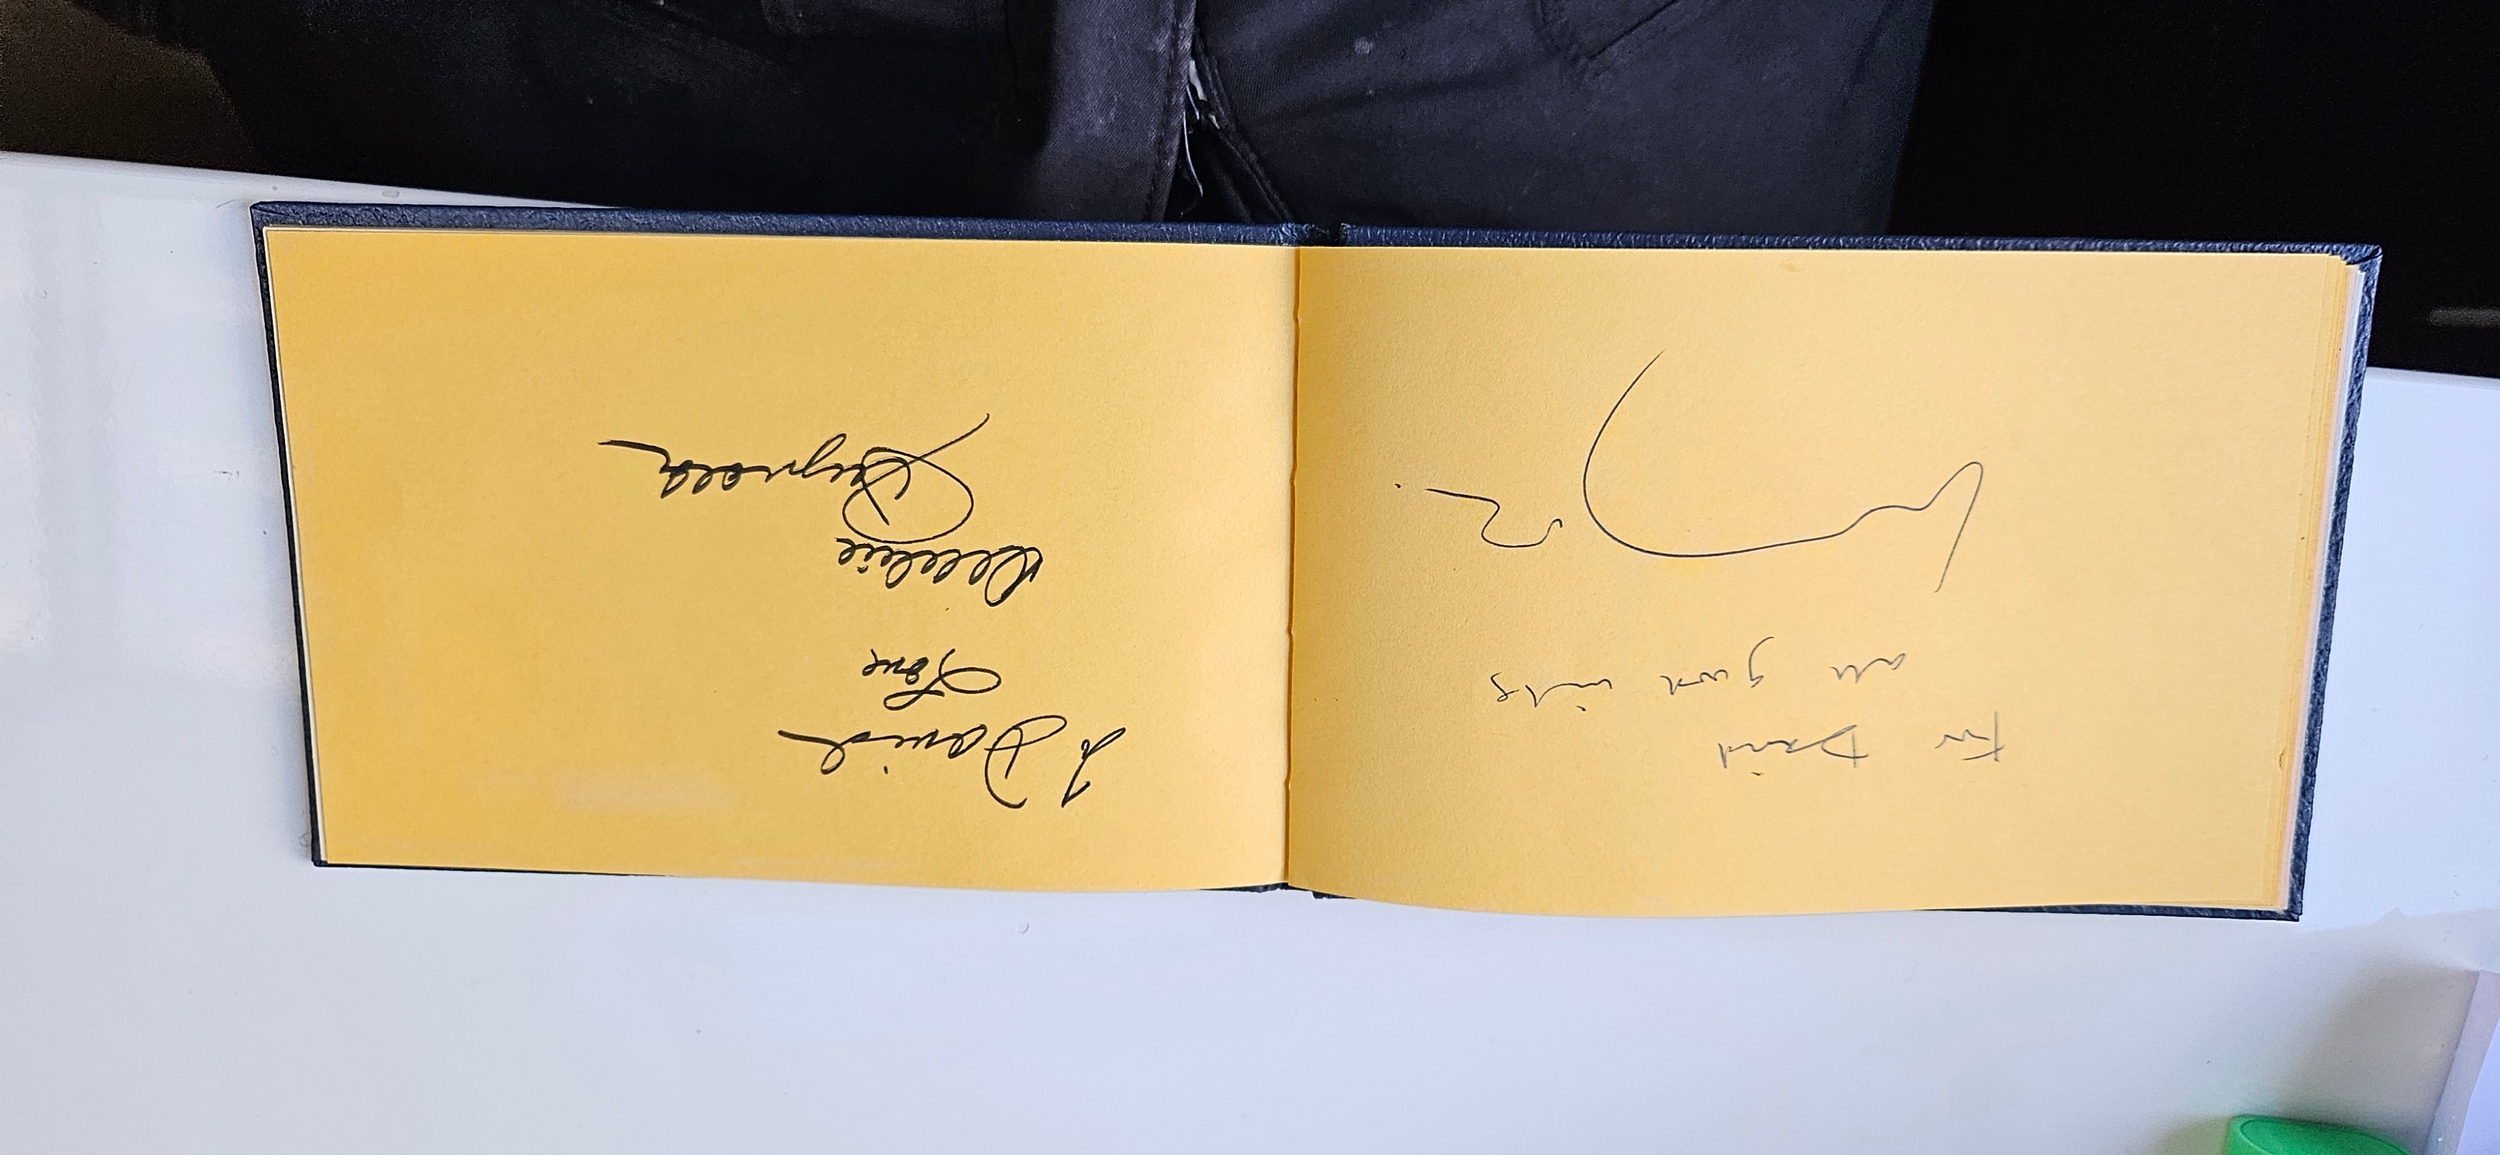 For David
all good wishes
To David
Love
Debbie
Reynolds